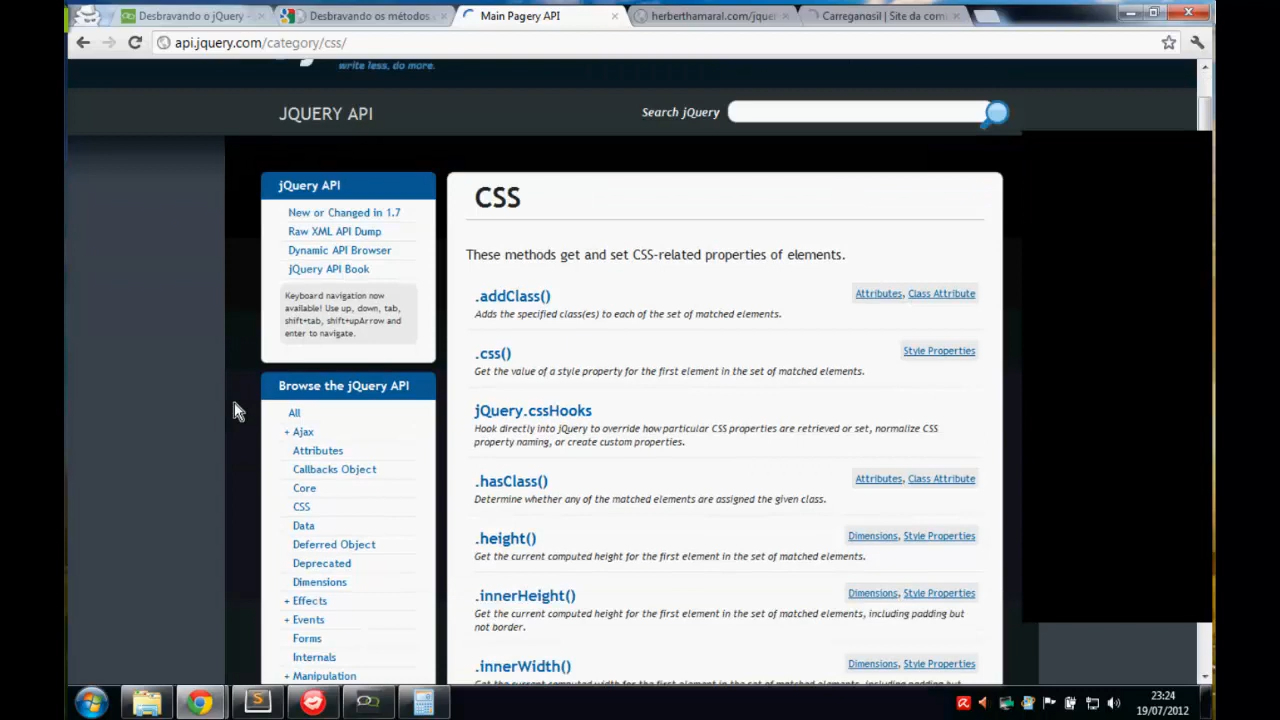 Desbravando o jQuery -
Desbravando os métodos
Main Pagery API
herberthamaral.com/jquer
Carreganosil | Site da com
api.jquery.com/category/css/
write less, do more.
JQUERY API
Search jQuery
jQuery API
New or Changed in 1.7
Raw XML API Dump
Dynamic API Browser
jQuery API Book
Keyboard navigation now
available! Use up, down, tab,
shift+tab, shift+upArrow and
enter to navigate.
Browse the jQuery API
All
+ Ajax
Attributes
Callbacks Object
Core
CSS
Data
Deferred Object
Deprecated
Dimensions
+ Effects
+ Events
Forms
Internals
+ Manipulation
CSS
These methods get and set CSS-related properties of elements.
.addClass()
Attributes, Class Attribute
Adds the specified class(es) to each of the set of matched elements.
.css()
Style Properties
Get the value of a style property for the first element in the set of matched elements.
jQuery.cssHooks
Hook directly into jQuery to override how particular CSS properties are retrieved or set, normalize CSS
property naming, or create custom properties.
.hasClass()
Attributes, Class Attribute
Determine whether any of the matched elements are assigned the given class.
.height()
Dimensions, Style Properties
Get the current computed height for the first element in the set of matched elements.
.innerHeight()
Dimensions, Style Properties
Get the current computed height for the first element in the set of matched elements, including padding but
not border.
.innerWidth()
Dimensions, Style Properties
23:24
19/07/2012